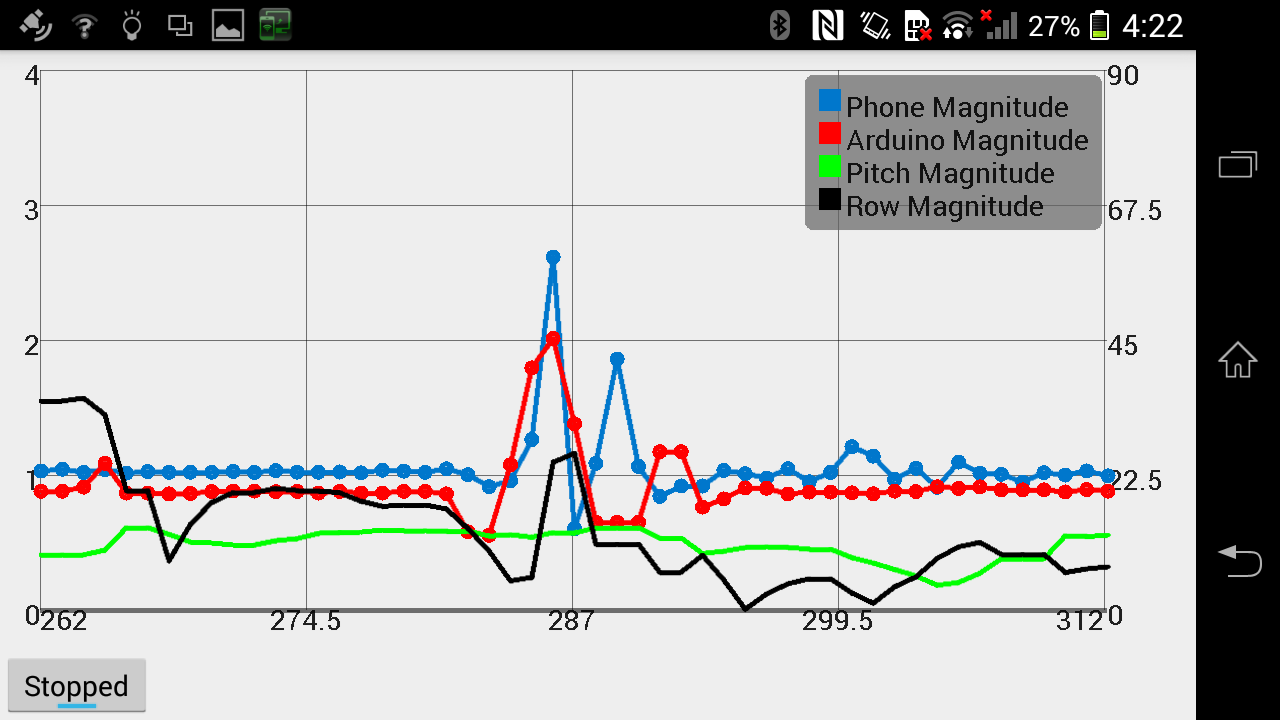 27% 4:22
4 90
Phone Magnitude
Arduino Magnitude
Pitch Magnitude
Row Magnitude
3 67.5
2 45
1 22.5
0 0
262 274.5 287 299.5 312
Stopped